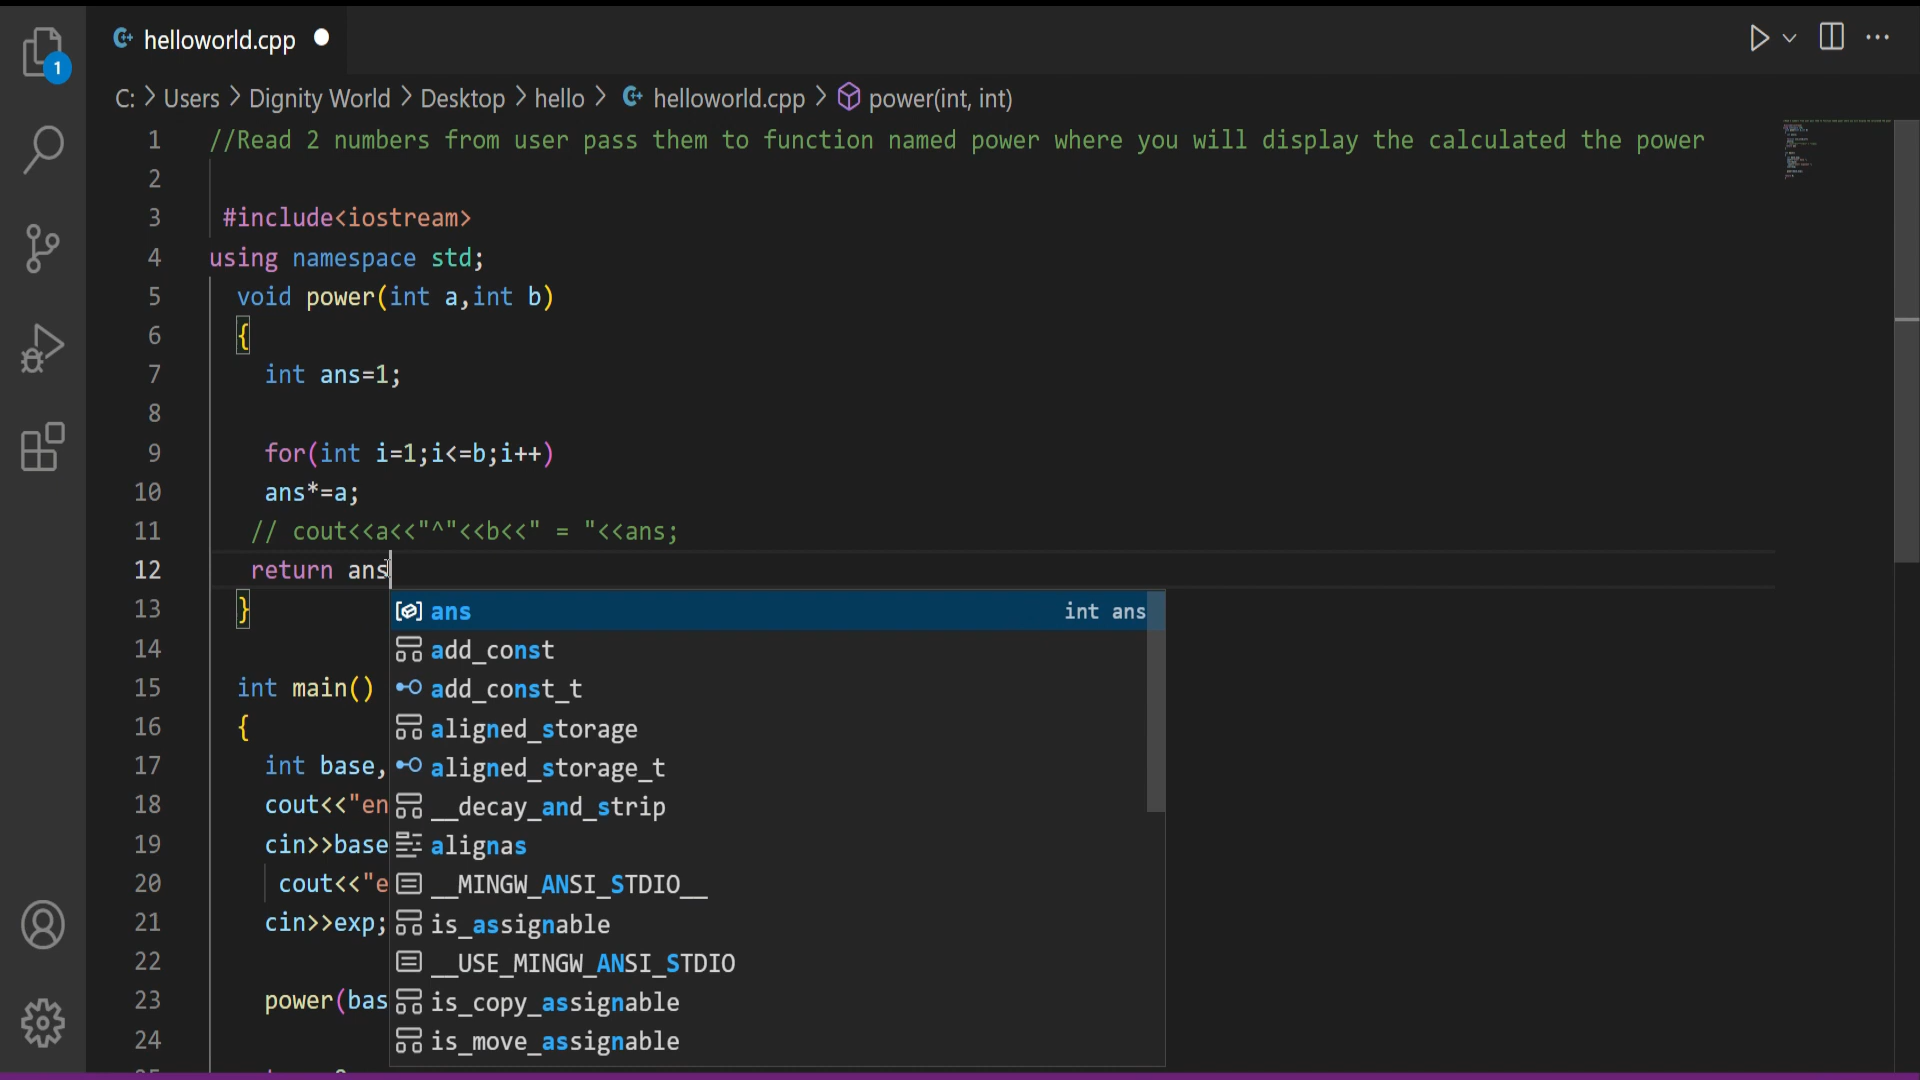 helloworld.cpp
1
C: > Users > Dignity World > Desktop > hello > helloworld.cpp > power(int, int)
1 //Read 2 numbers from user pass them to function named power where you will display the calculated the power
2
3 #include<iostream>
4 using namespace std;
5 void power(int a,int b)
6 {
7 int ans=1;
8
9 for(int i=1;i<=b;i++)
10 ans*=a;
11 // cout<<a<<"^"<<b<<" = "<<ans;
12 return ans
ans int ans
13 }
add_const
14
add_const_t
15 int main()
aligned_storage
16 {
aligned_storage_t
17 int base,
__decay_and_strip
18 cout<<"en
alignas
19 cin>>base
__MINGW_ANSI_STDIO__
20 cout<<"e
is_assignable
21 cin>>exp;
__USE_MINGW_ANSI_STDIO
22
is_copy_assignable
23 power(bas
is_move_assignable
24